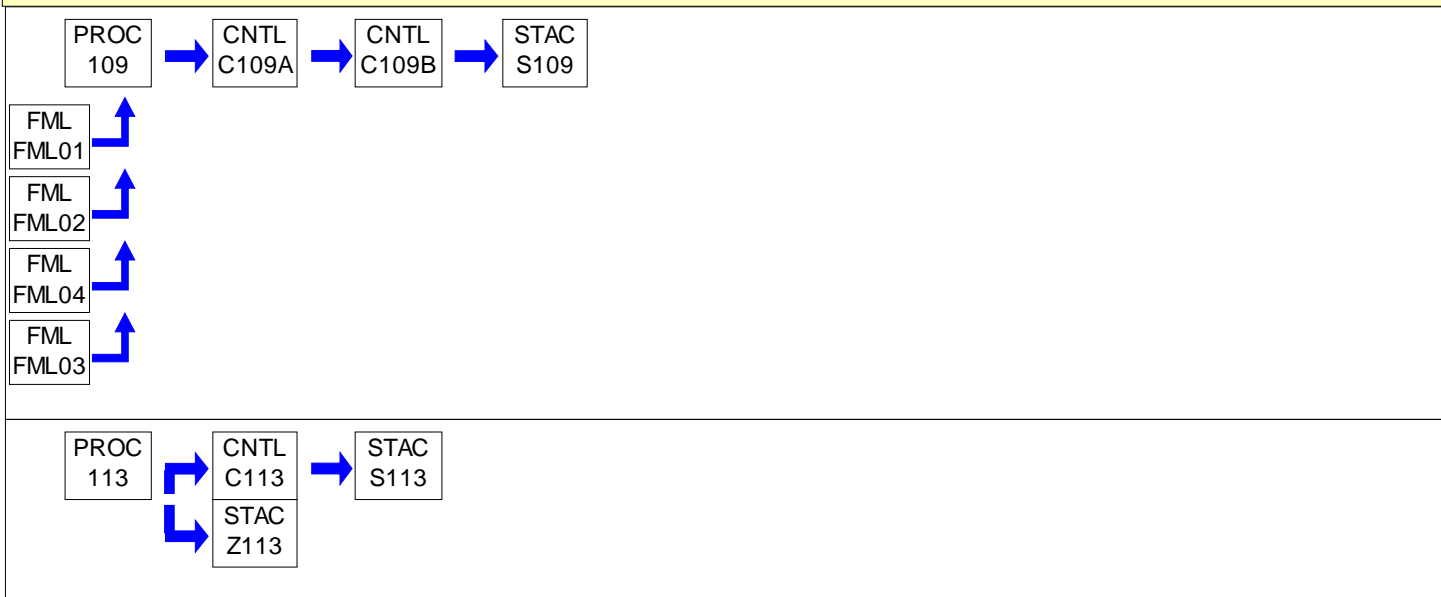 PROC
109
CNTL
C109A
CNTL
C109B
STAC
S109
FML
FML01
FML
FML02
FML
FML04
FML
FML03
PROC
113
CNTL
C113
STAC
S113
STAC
Z113